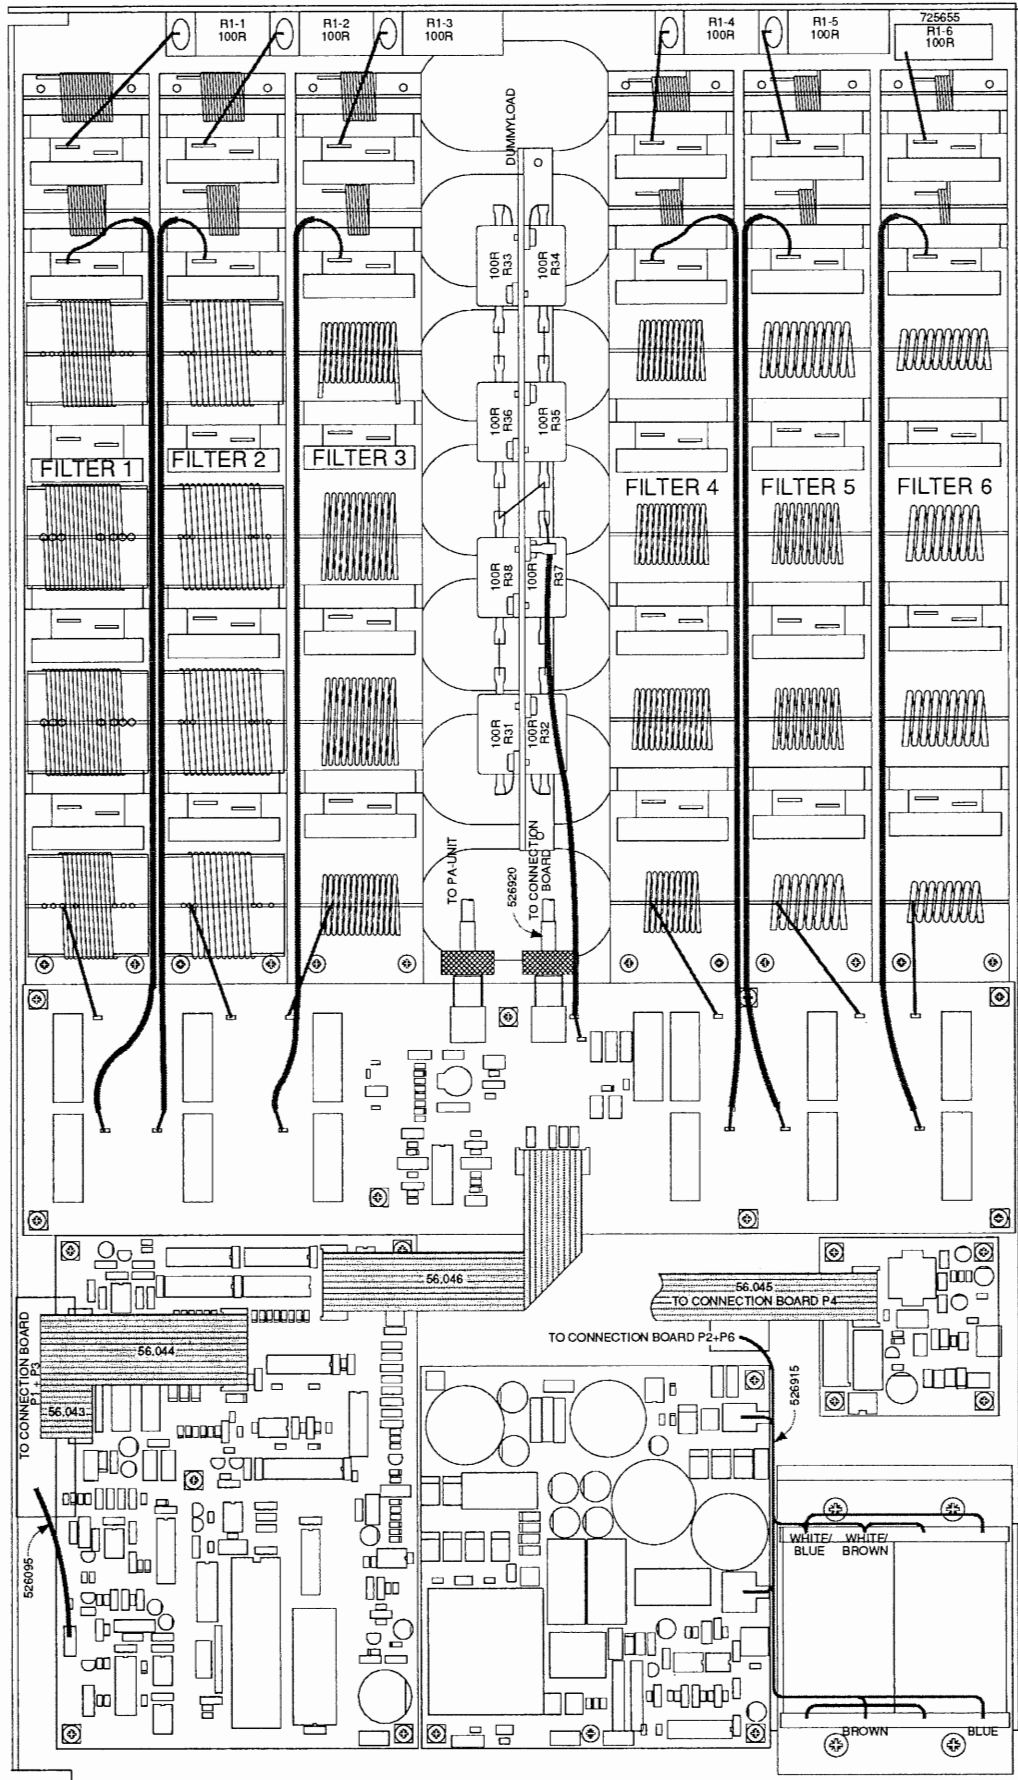 R1-1
100R
R1-2
100R
R1-3
100R
R1-4
100R
R1-5
100R
725655
R1-6
100R
DUMMYLOAD
100R
R33
100R
R34
100R
R36
100R
R35
FILTER 1
FILTER 2
FILTER 3
FILTER 4
FILTER 5
FILTER 6
100R
R38
100R
R37
100R
R31
100R
R32
TO PA-UNIT
526920
TO CONNECTION
BOARD
56.046
56.045
TO CONNECTION BOARD P4
TO CONNECTION BOARD P2+P6
TO CONNECTION BOARD
P1 + P3
56.044
56.043
526915
526095
WHITE/
BLUE
WHITE/
BROWN
BROWN
BLUE